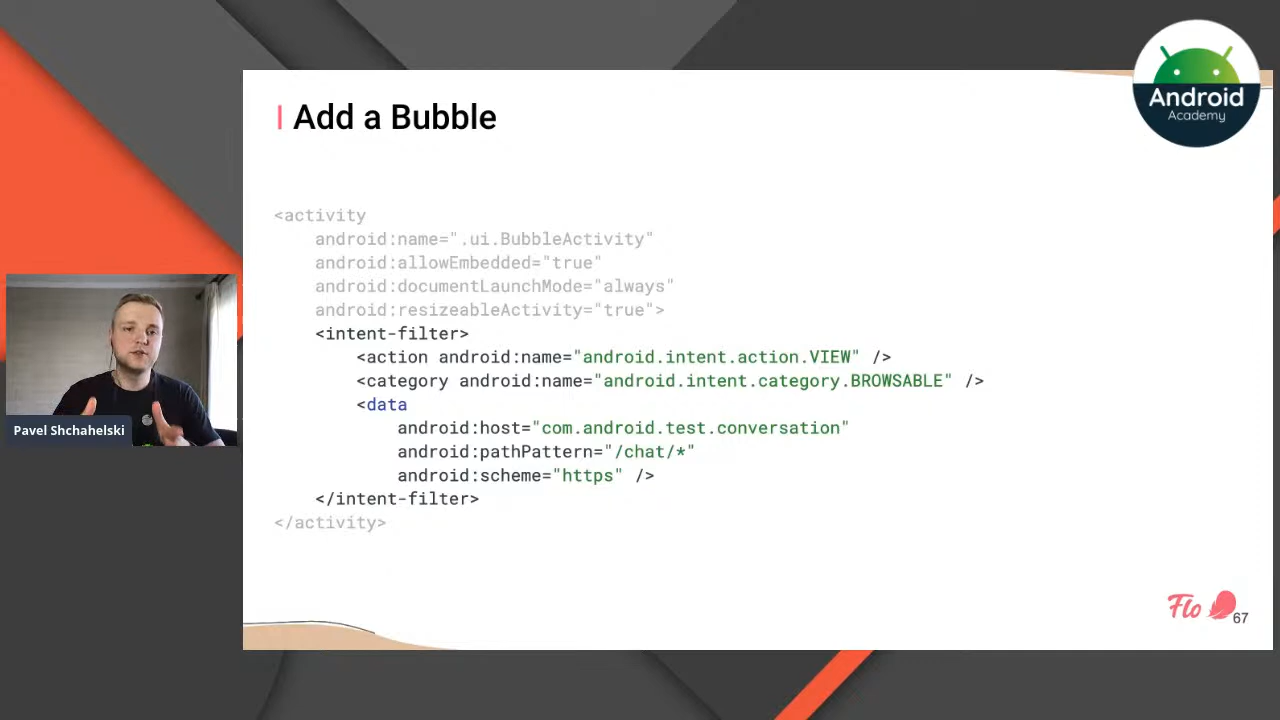 Android
Academy
| Add a Bubble
<activity
android:name=".ui.BubbleActivity"
android:allowEmbedded="true"
android:documentLaunchMode="always"
android:resizeableActivity="true">
<intent-filter>
<action android:name="android.intent.action.VIEW" />
<category android:name="android.intent.category.BROWSABLE" />
<data
android:host="com.android.test.conversation"
android:pathPattern="/chat/*"
android:scheme="https" />
</intent-filter>
</activity>
Pavel Shchahelski
Flo
67